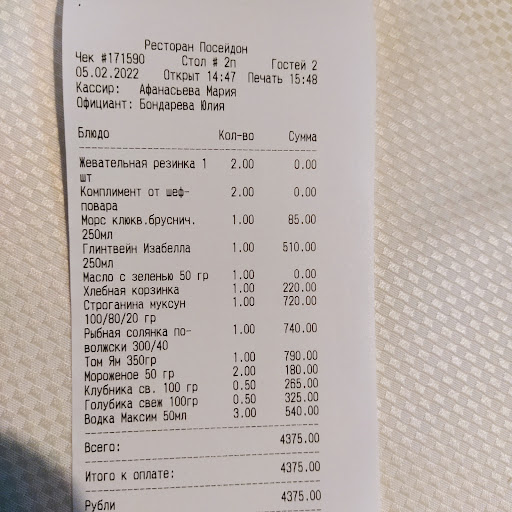 Ресторан Посейдон
Чек #171590 Стол # 2п Гостей 2
05.02.2022 Открыт 14:47 Печать 15:48
Кассир: Афанасьева Мария
Официант: Бондарева Юлия
Блюдо Кол-во Сумма
Жевательная резинка 1 2.00 0.00
шт
Комплимент от шеф- 2.00 0.00
повара
Морс клюкв.бруснич. 1.00 85.00
250мл
Глинтвейн Изабелла 1.00 510.00
250мл
Масло с зеленью 50 гр 1.00 0.00
Хлебная корзинка 1.00 220.00
Строганина муксун 1.00 720.00
100/80/20 гр
Рыбная солянка по- 1.00 740.00
волжски 300/40
Том Ям 350гр 1.00 790.00
Мороженое 50 гр 2.00 180.00
Клубника св. 100 гр 0.50 265.00
Голубика свеж 100гр 0.50 325.00
Водка Максим 50мл 3.00 540.00
Всего: 4375.00
Итого к оплате: 4375.00
Рубли 4375.00